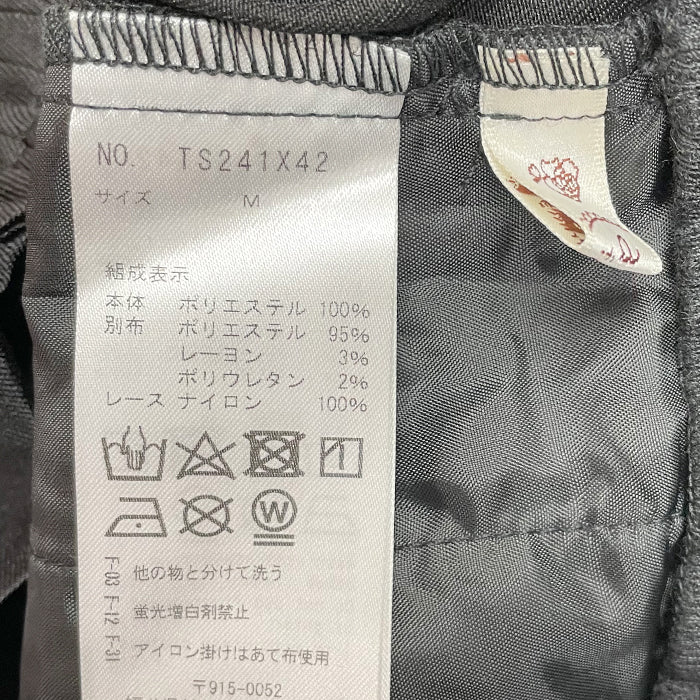 NO. TS241X42
サイズ M
組成表示
本体 ポリエステル 100%
別布 ポリエステル 95%
レーヨン 3%
ポリウレタン 2%
レース ナイロン 100%
W
他の物と分けて洗う
蛍光増白剤禁止
アイロン掛けはあて布使用
F-03 F-12 F-31
〒915-0052